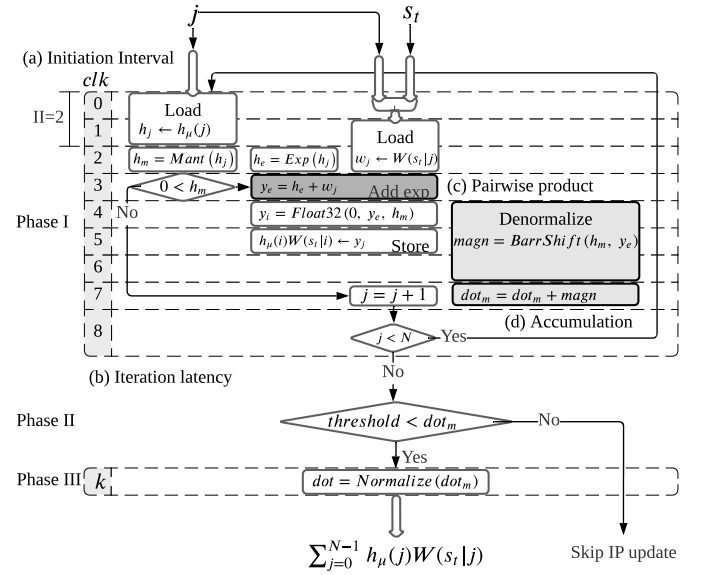 j s_t
(a) Initiation Interval
clk
0
II=2
Load
h_j ← h_μ(j)
1
Load
w_j ← W(s_t|j)
2
h_m = Mant(h_j)
h_e = Exp(h_j)
3
0 < h_m
y_e = h_e + w_j
Add exp
(c) Pairwise product
No
Phase I
4
y_i = Float32(0, y_e, h_m)
Denormalize
magn = BarrShift(h_m, y_e)
5
h_μ(i)W(s_t|i) ← y_j
Store
6
7
j = j + 1
dot_m = dot_m + magn
(d) Accumulation
8
j < N
Yes
(b) Iteration latency
No
Phase II
threshold < dot_m
No
Yes
Phase III
k
dot = Normalize(dot_m)
∑_{j=0}^{N−1} h_μ(j)W(s_t|j)
Skip IP update